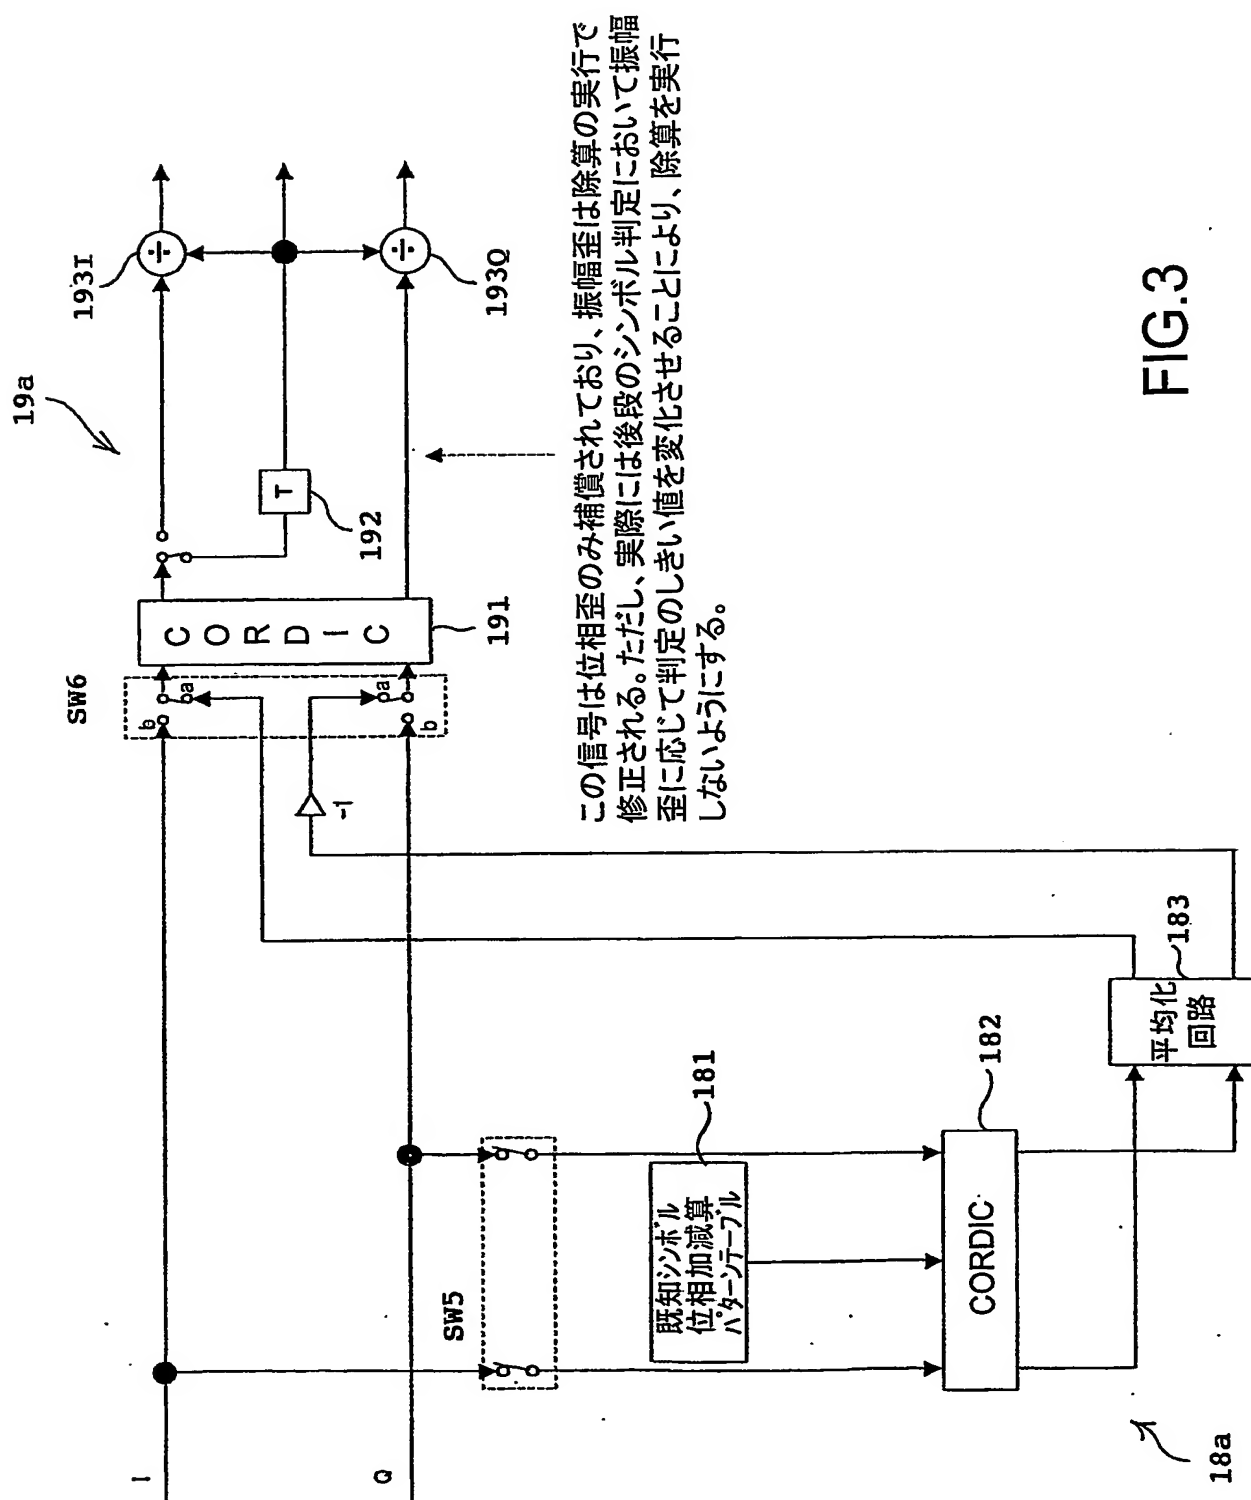 I
Q
18a
SW5
既知シンボル
位相加減算
パターンテーブル
181
CORDIC
182
平均化
回路
183
-1
SW6
b
a
a
b
CORDIC
191
T
192
19a
193I
÷
÷
193Q
この信号は位相歪のみ補償されており、振幅歪は除算の実行で
修正される。ただし、実際には後段のシンボル判定において振幅
歪に応じて判定のしきい値を変化させることにより、除算を実行
しないようにする。
FIG.3